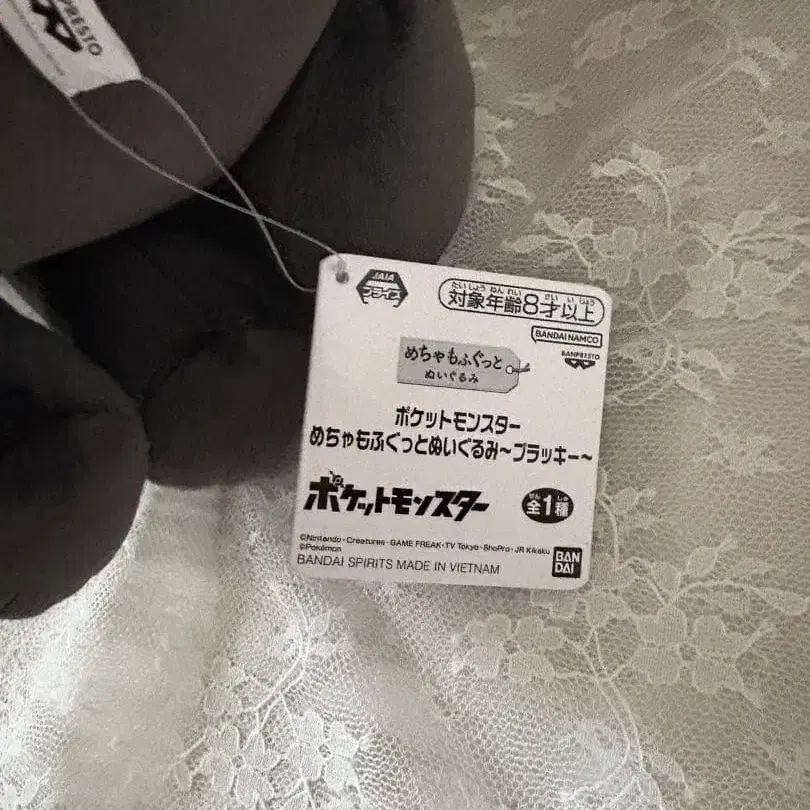 BANPRESTO
JAIA
プライズ
たいしょう ねん れい さい い じょう
対象年齢8才以上
BANDAI NAMCO
BANPRESTO
めちゃもふぐっと
ぬいぐるみ
ポケットモンスター
めちゃもふぐっとぬいぐるみ~ブラッキー~
ポケットモンスター
ぜん しゅ
全1種
©Nintendo・Creatures・GAME FREAK・TV Tokyo・ShoPro・JR Kikaku
©Pokémon
BANDAI SPIRITS MADE IN VIETNAM
BAN
DAI